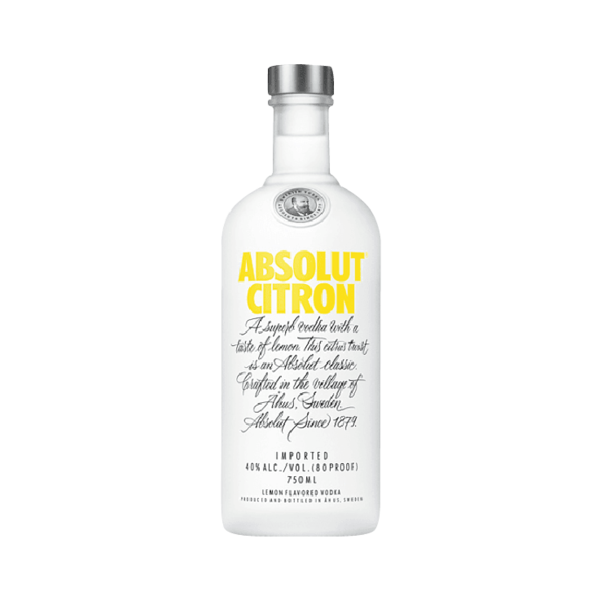 ABSOLUT
CITRON
A superb vodka with a
taste of lemon. This citrus twist
is an Absolut classic.
Crafted in the village of
Åhus, Sweden.
Absolut Since 1879.
IMPORTED
40% ALC./VOL. (80 PROOF)
750ML
LEMON FLAVORED VODKA
PRODUCED AND BOTTLED IN ÅHUS, SWEDEN